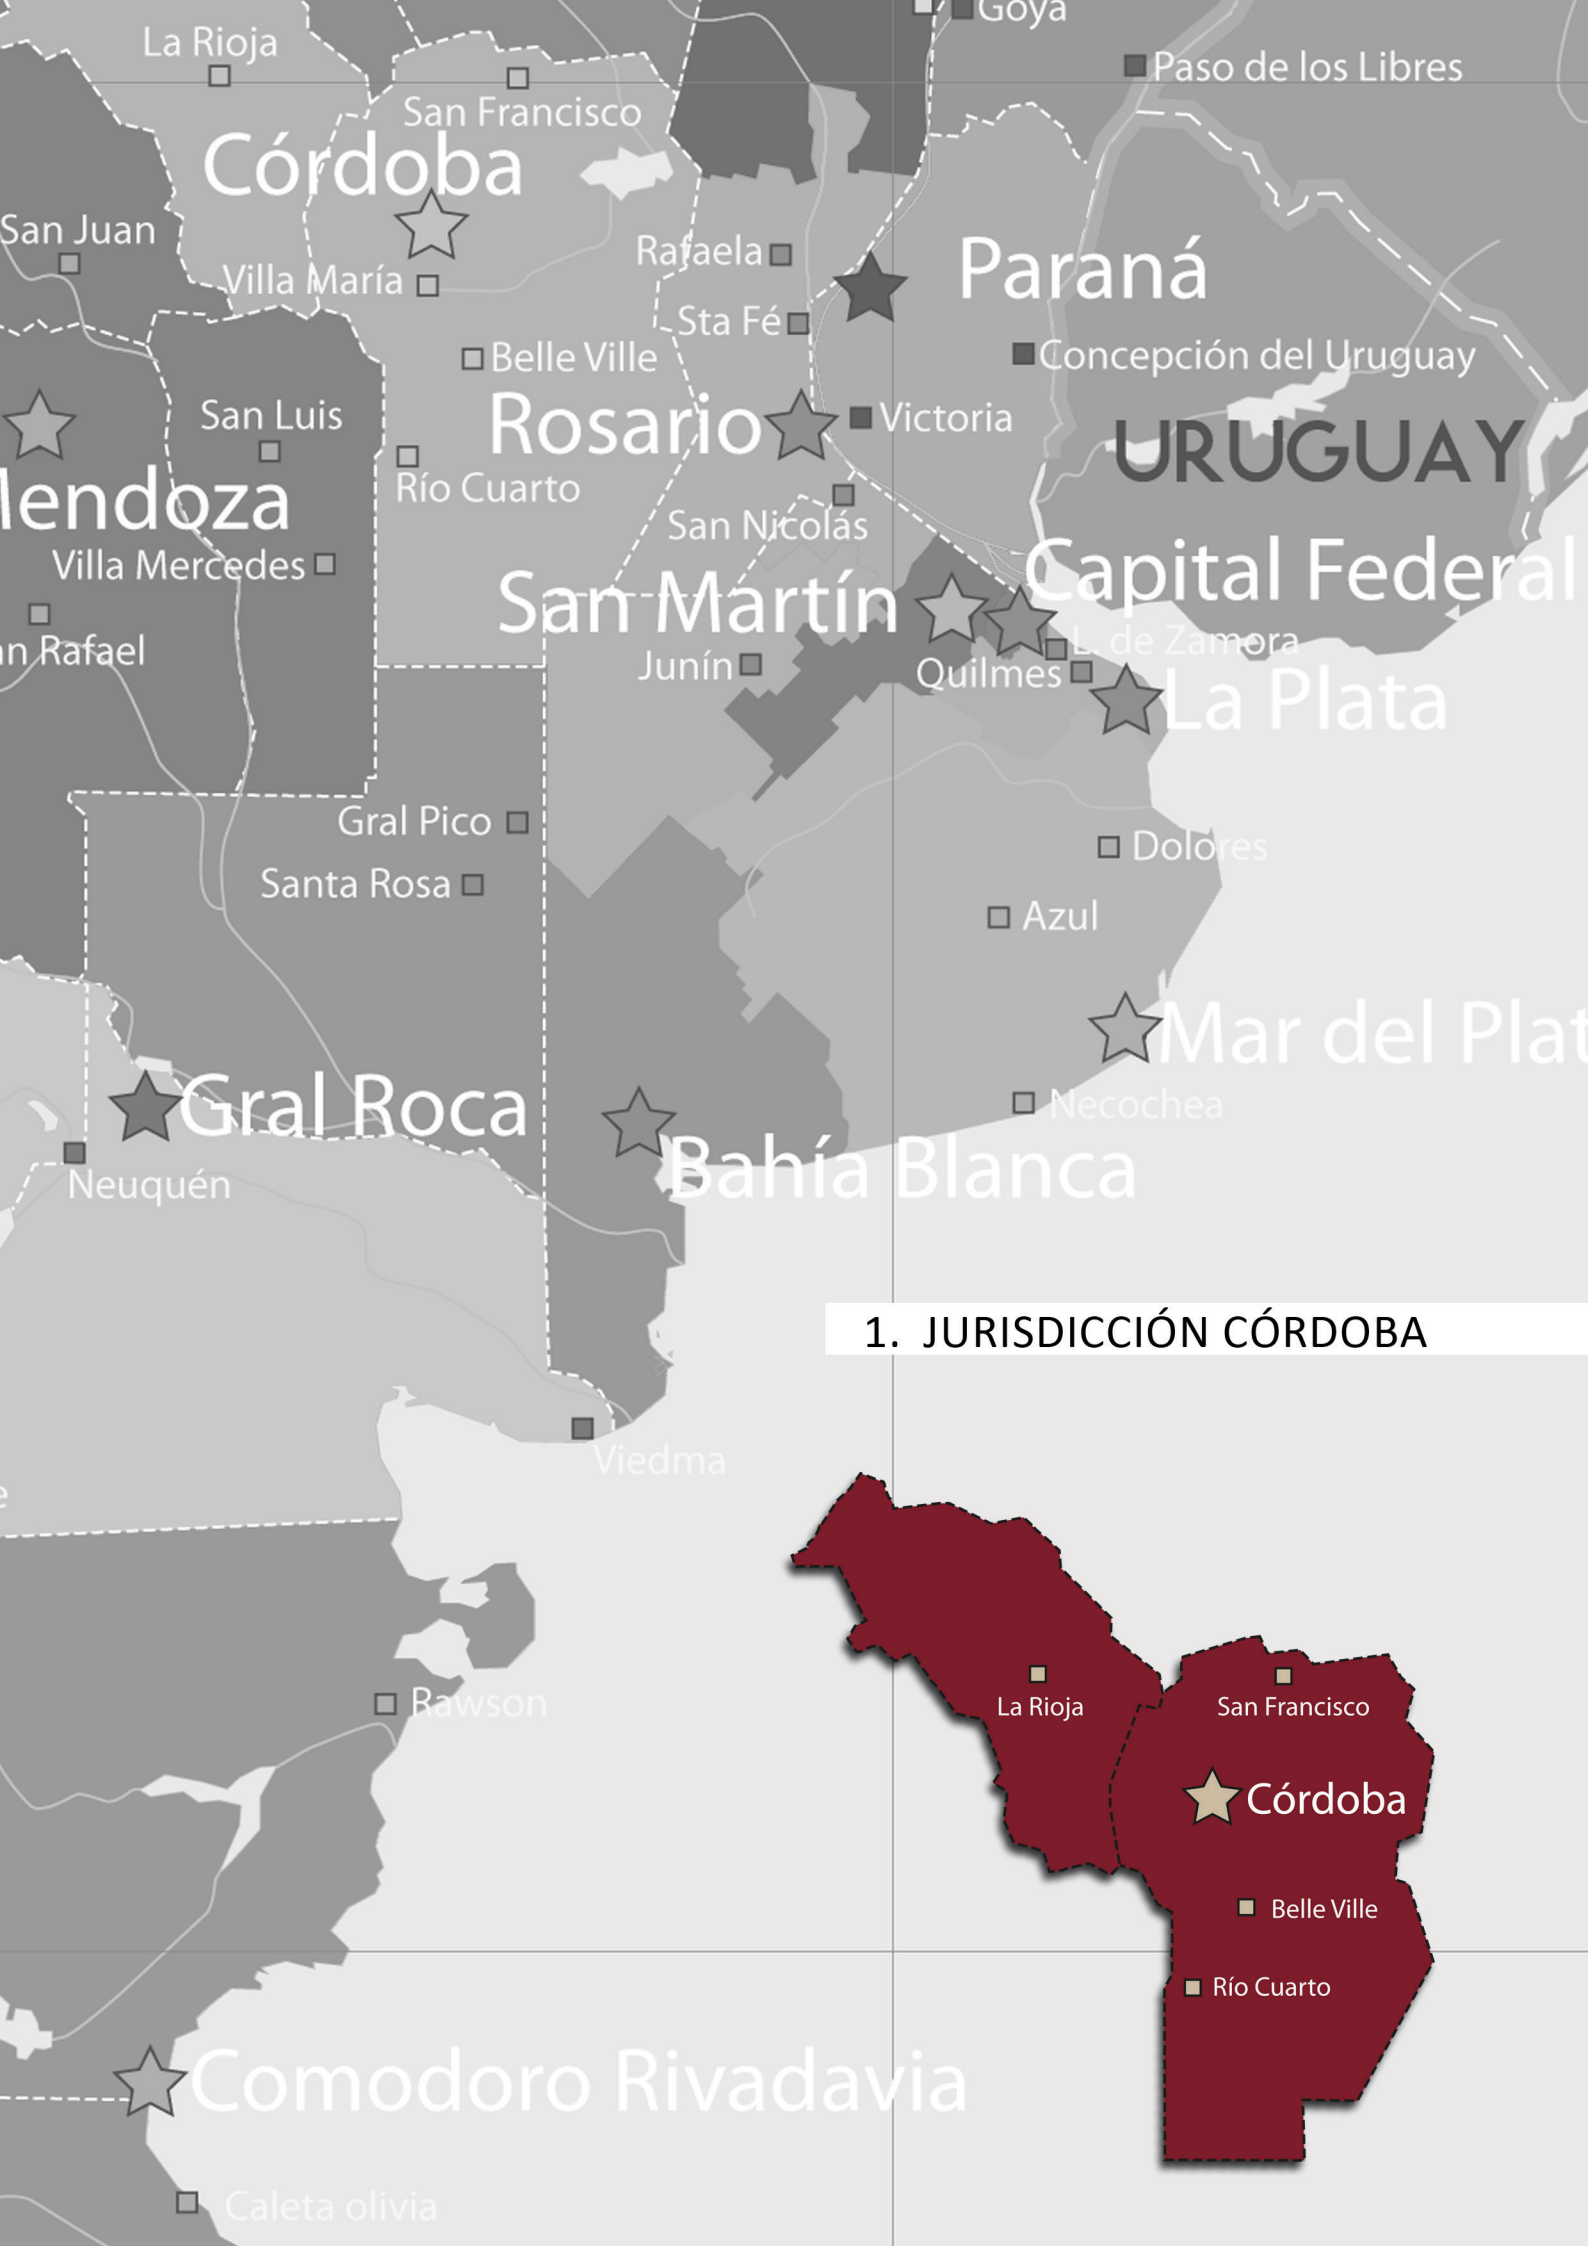 Goya
La Rioja
Paso de los Libres
San Francisco
Córdoba
San Juan
Rafaela
Paraná
Villa María
Sta Fé
Belle Ville
Concepción del Uruguay
San Luis
Rosario
Victoria
URUGUAY
Río Cuarto
endoza
San Nicolás
Villa Mercedes
Capital Federal
San Martín
L. de Zamora
n Rafael
Junín
Quilmes
La Plata
Gral Pico
Dolores
Santa Rosa
Azul
Mar del Plat
Gral Roca
Necochea
Bahía Blanca
Neuquén
1. JURISDICCIÓN CÓRDOBA
Viedma
e
La Rioja
San Francisco
Rawson
Córdoba
Belle Ville
Río Cuarto
Comodoro Rivadavia
Caleta olivia